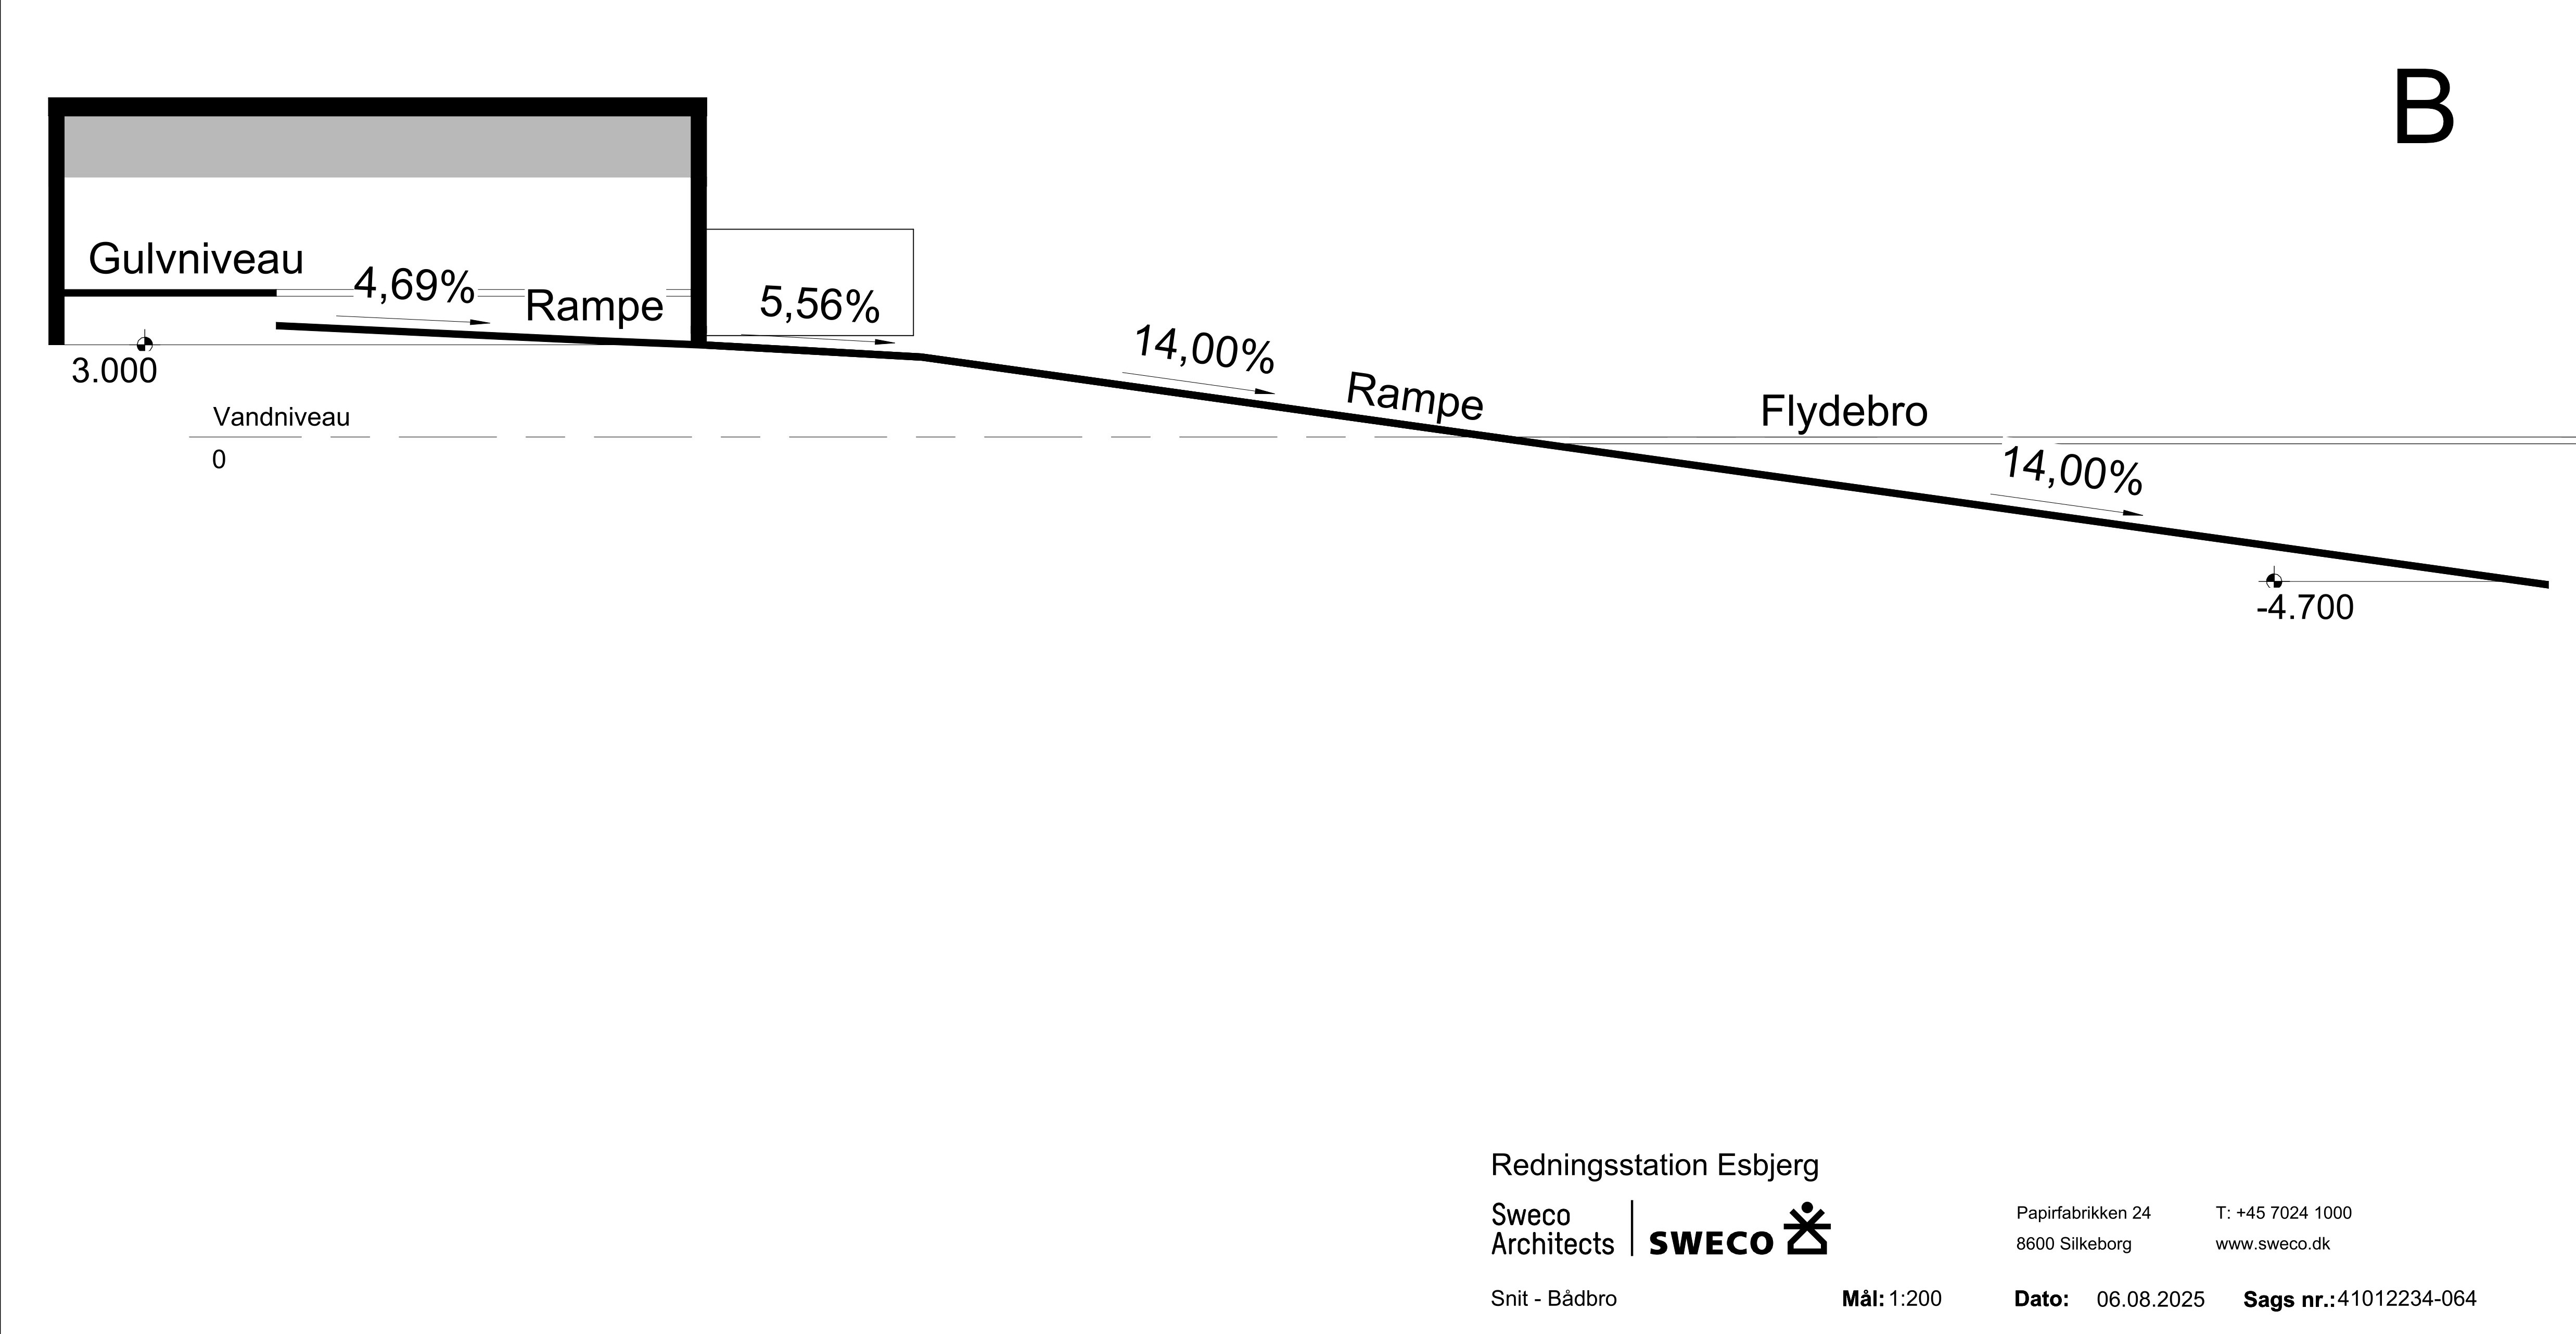 B
Gulvniveau
4,69%
Rampe
5,56%
14,00%
Rampe
3.000
Vandniveau
0
Flydebro
14,00%
-4.700
Redningsstation Esbjerg
Sweco
Architects
SWECO
Papirfabrikken 24
T: +45 7024 1000
8600 Silkeborg
www.sweco.dk
Snit - Bådbro
Mål: 1:200
Dato: 06.08.2025
Sags nr.: 41012234-064